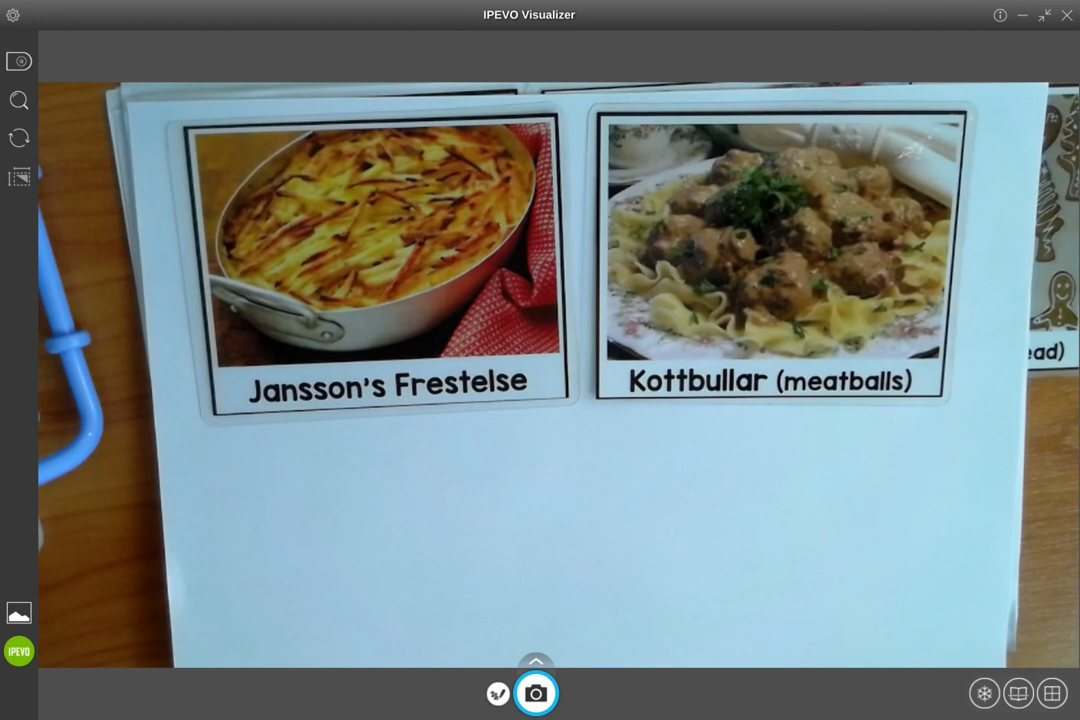 IPEVO Visualizer
Jansson's Frestelse
Kottbullar (meatballs)
ead)
IPEVO